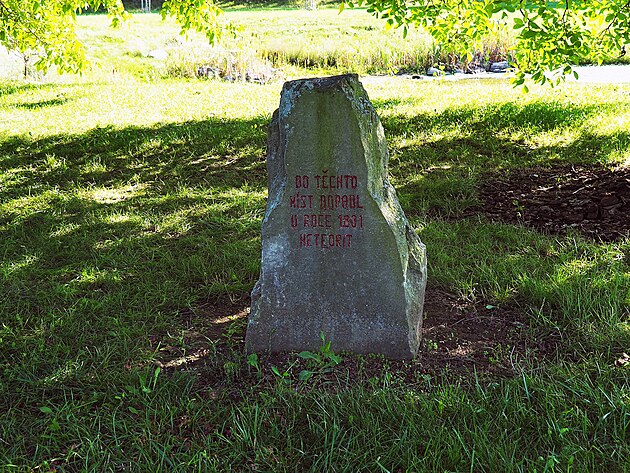 DO TĚCHTO
MÍST DOPADL
V ROCE 1831
METEORIT